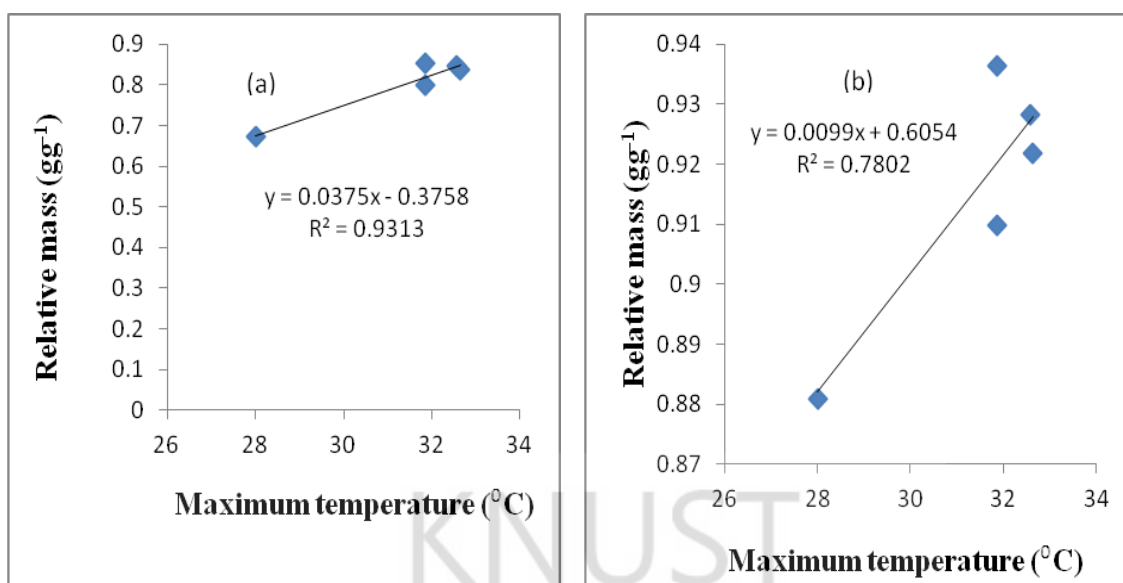 0.9
0.8
0.7
0.6
0.5
0.4
0.3
0.2
0.1
0
Relative mass (gg⁻¹)
(a)
y = 0.0375x - 0.3758
R² = 0.9313
26 28 30 32 34
Maximum temperature (⁰C)
0.94
0.93
0.92
0.91
0.9
0.89
0.88
0.87
Relative mass (gg⁻¹)
(b)
y = 0.0099x + 0.6054
R² = 0.7802
26 28 30 32 34
Maximum temperature (⁰C)
KNUST